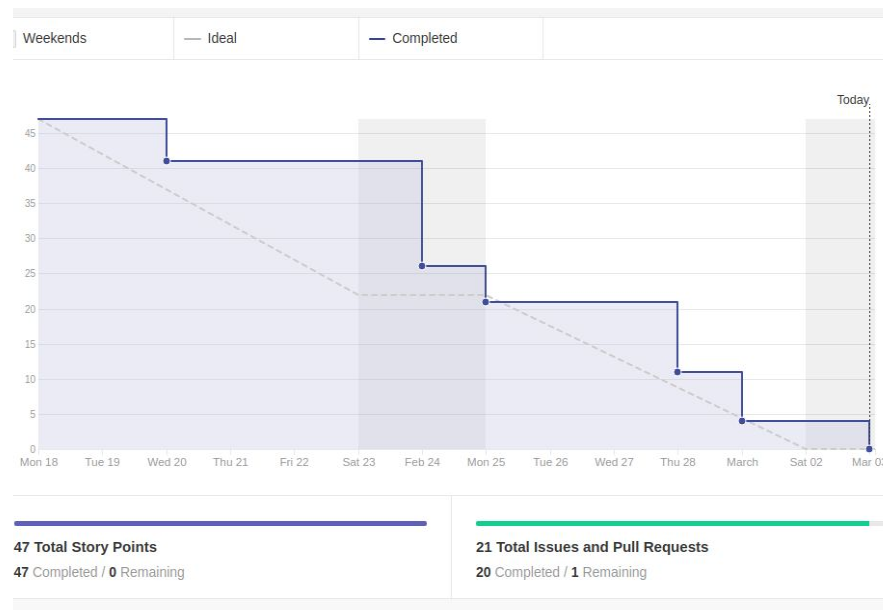 Weekends
Ideal
Completed
Today
45
40
35
30
25
20
15
10
5
0
Mon 18
Tue 19
Wed 20
Thu 21
Fri 22
Sat 23
Feb 24
Mon 25
Tue 26
Wed 27
Thu 28
March
Sat 02
Mar 03
47 Total Story Points
47 Completed / 0 Remaining
21 Total Issues and Pull Requests
20 Completed / 1 Remaining